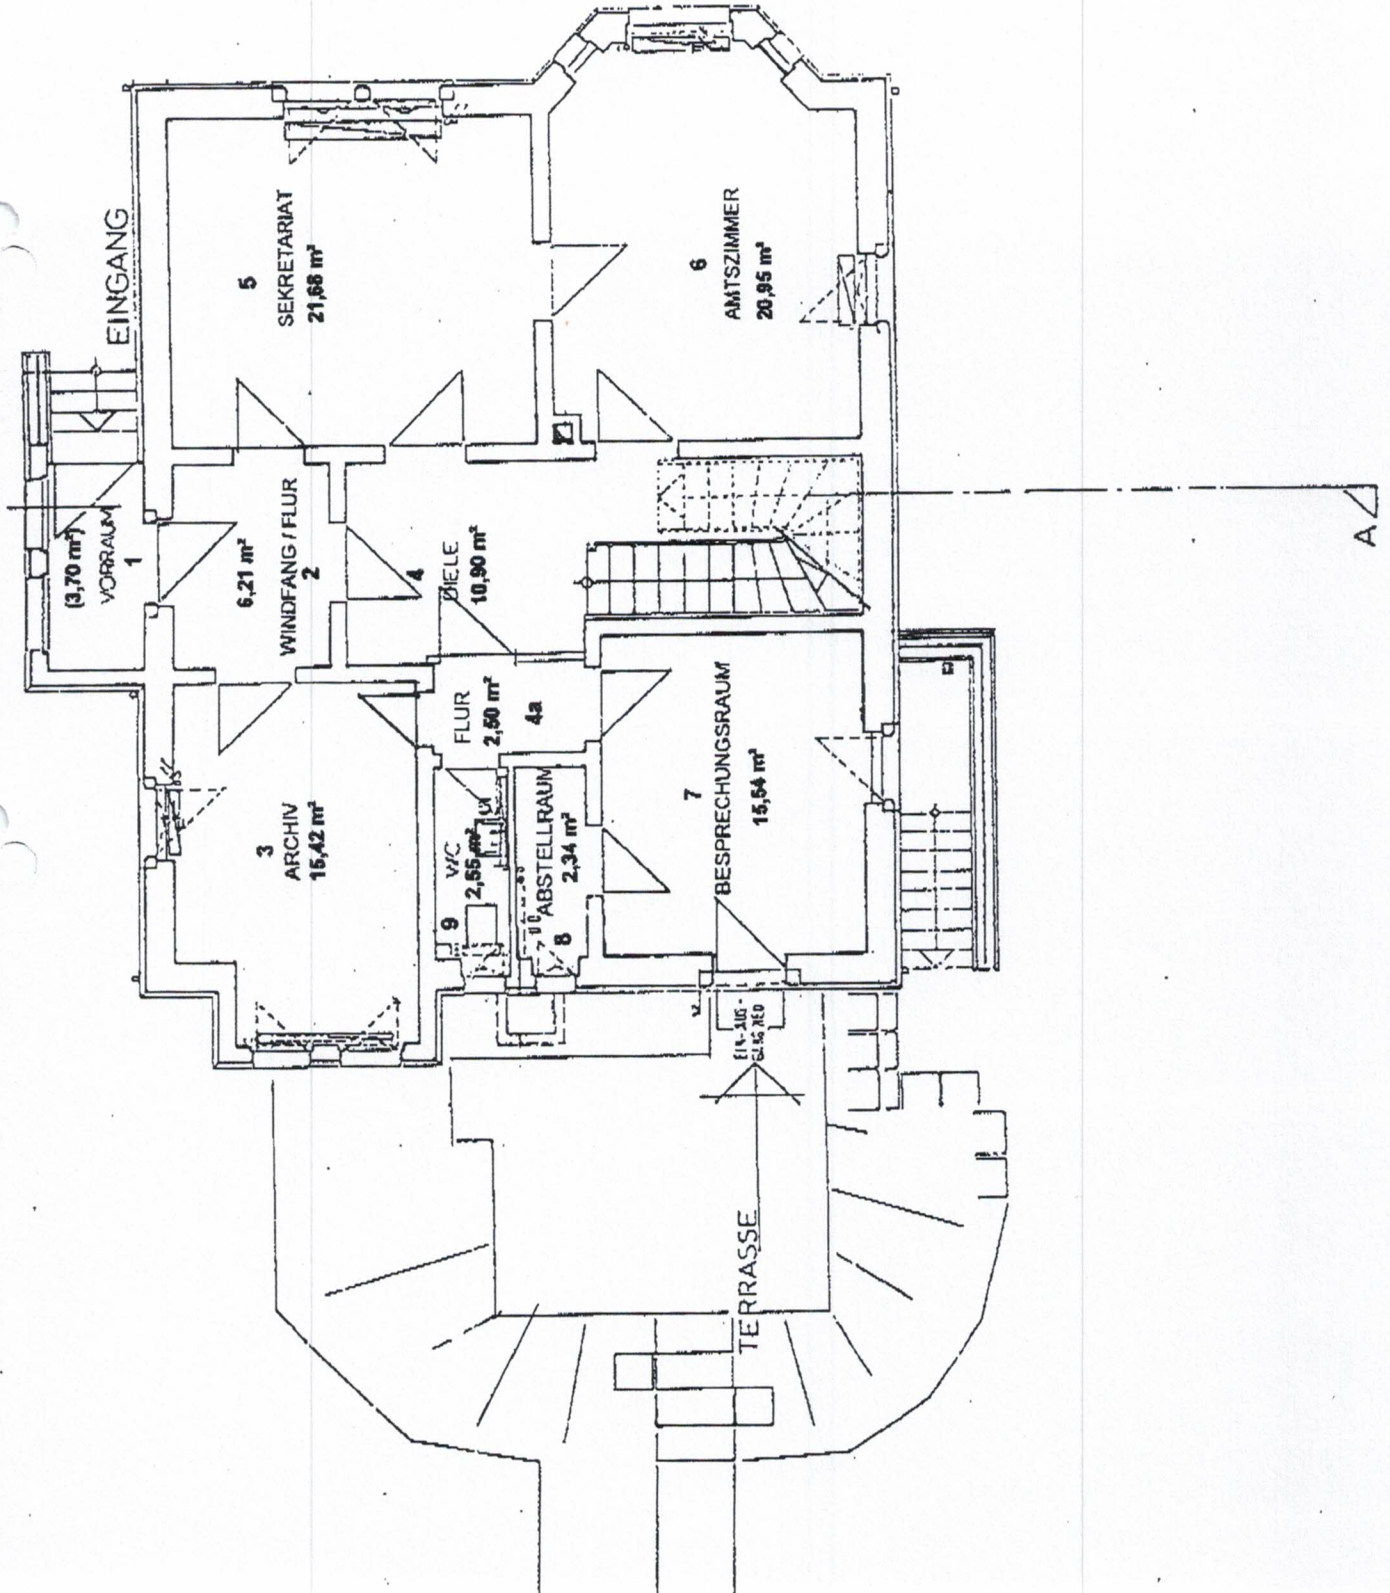 EINGANG
(3,70 m²)
VORRAUM
1
6,21 m²
WINDFANG / FLUR
2
5
SEKRETARIAT
21,68 m²
6
AMTSZIMMER
20,95 m²
4
DIELE
10,90 m²
FLUR
2,50 m²
4a
3
ARCHIV
15,42 m²
9
WC
2,55 m²
ABSTELLRAUM
2,34 m²
8
7
BESPRECHUNGSRAUM
15,54 m²
TERRASSE
A